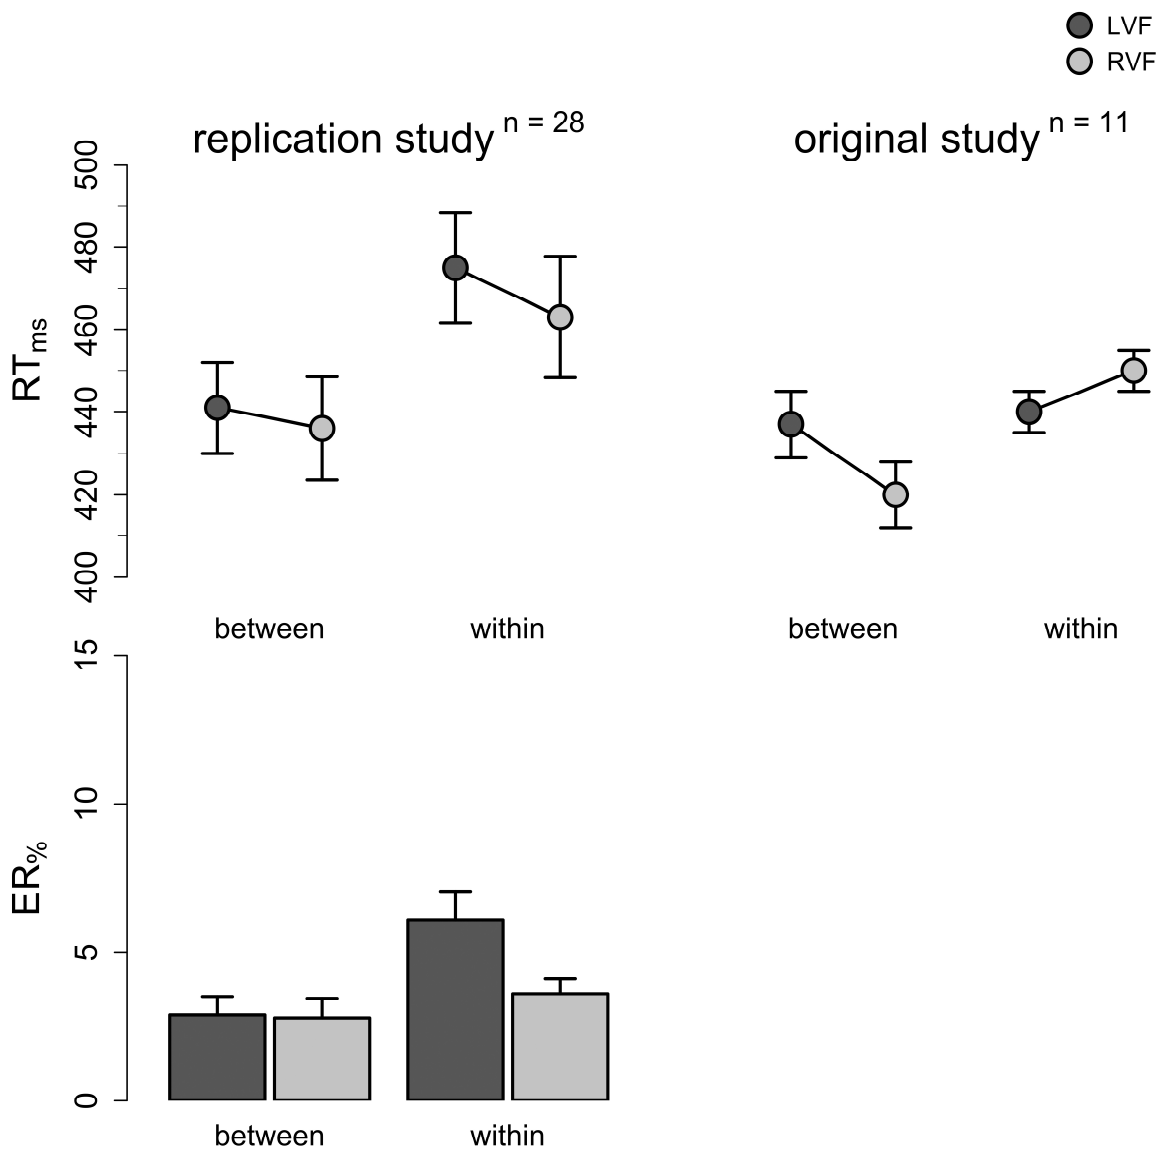 LVF
RVF
replication study n = 28
original study n = 11
RTms
500
480
460
440
420
400
between within between within
ER%
15
10
5
0
between within